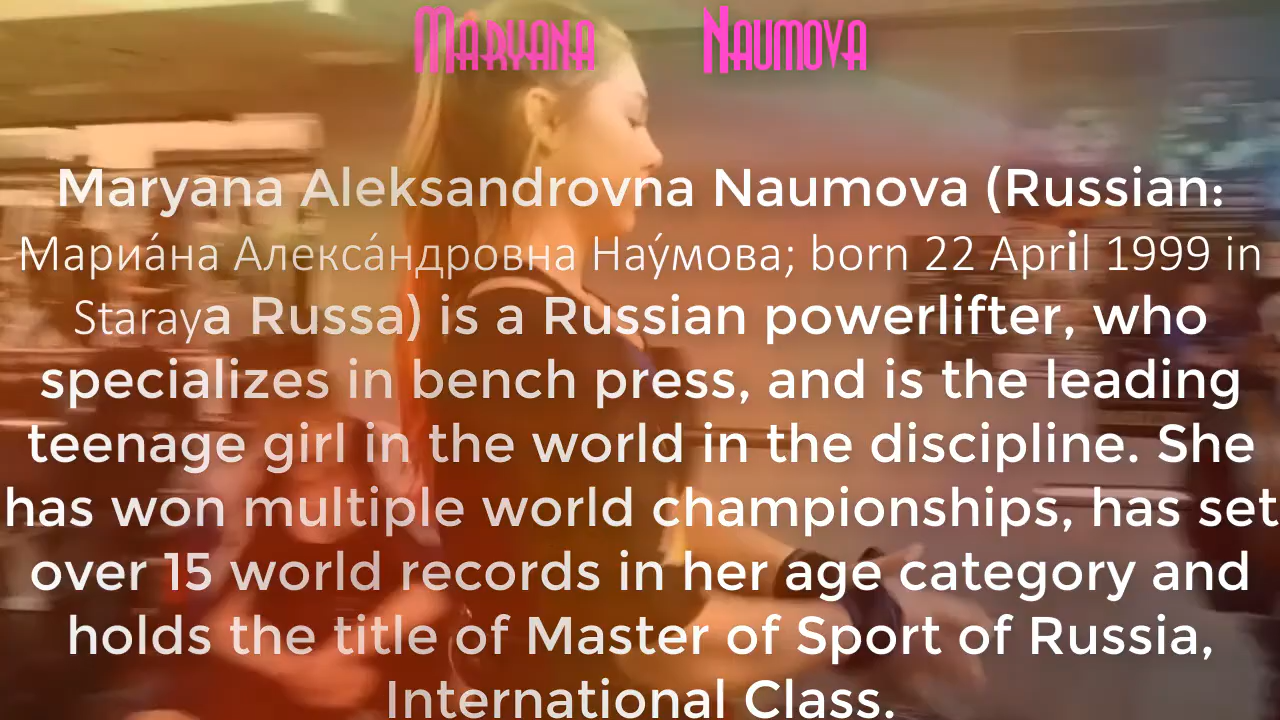 Maryana Naumova
Maryana Aleksandrovna Naumova (Russian:
Мариа́на Алекса́ндровна Нау́мова; born 22 April 1999 in
Staraya Russa) is a Russian powerlifter, who
specializes in bench press, and is the leading
teenage girl in the world in the discipline. She
has won multiple world championships, has set
over 15 world records in her age category and
holds the title of Master of Sport of Russia,
International Class.